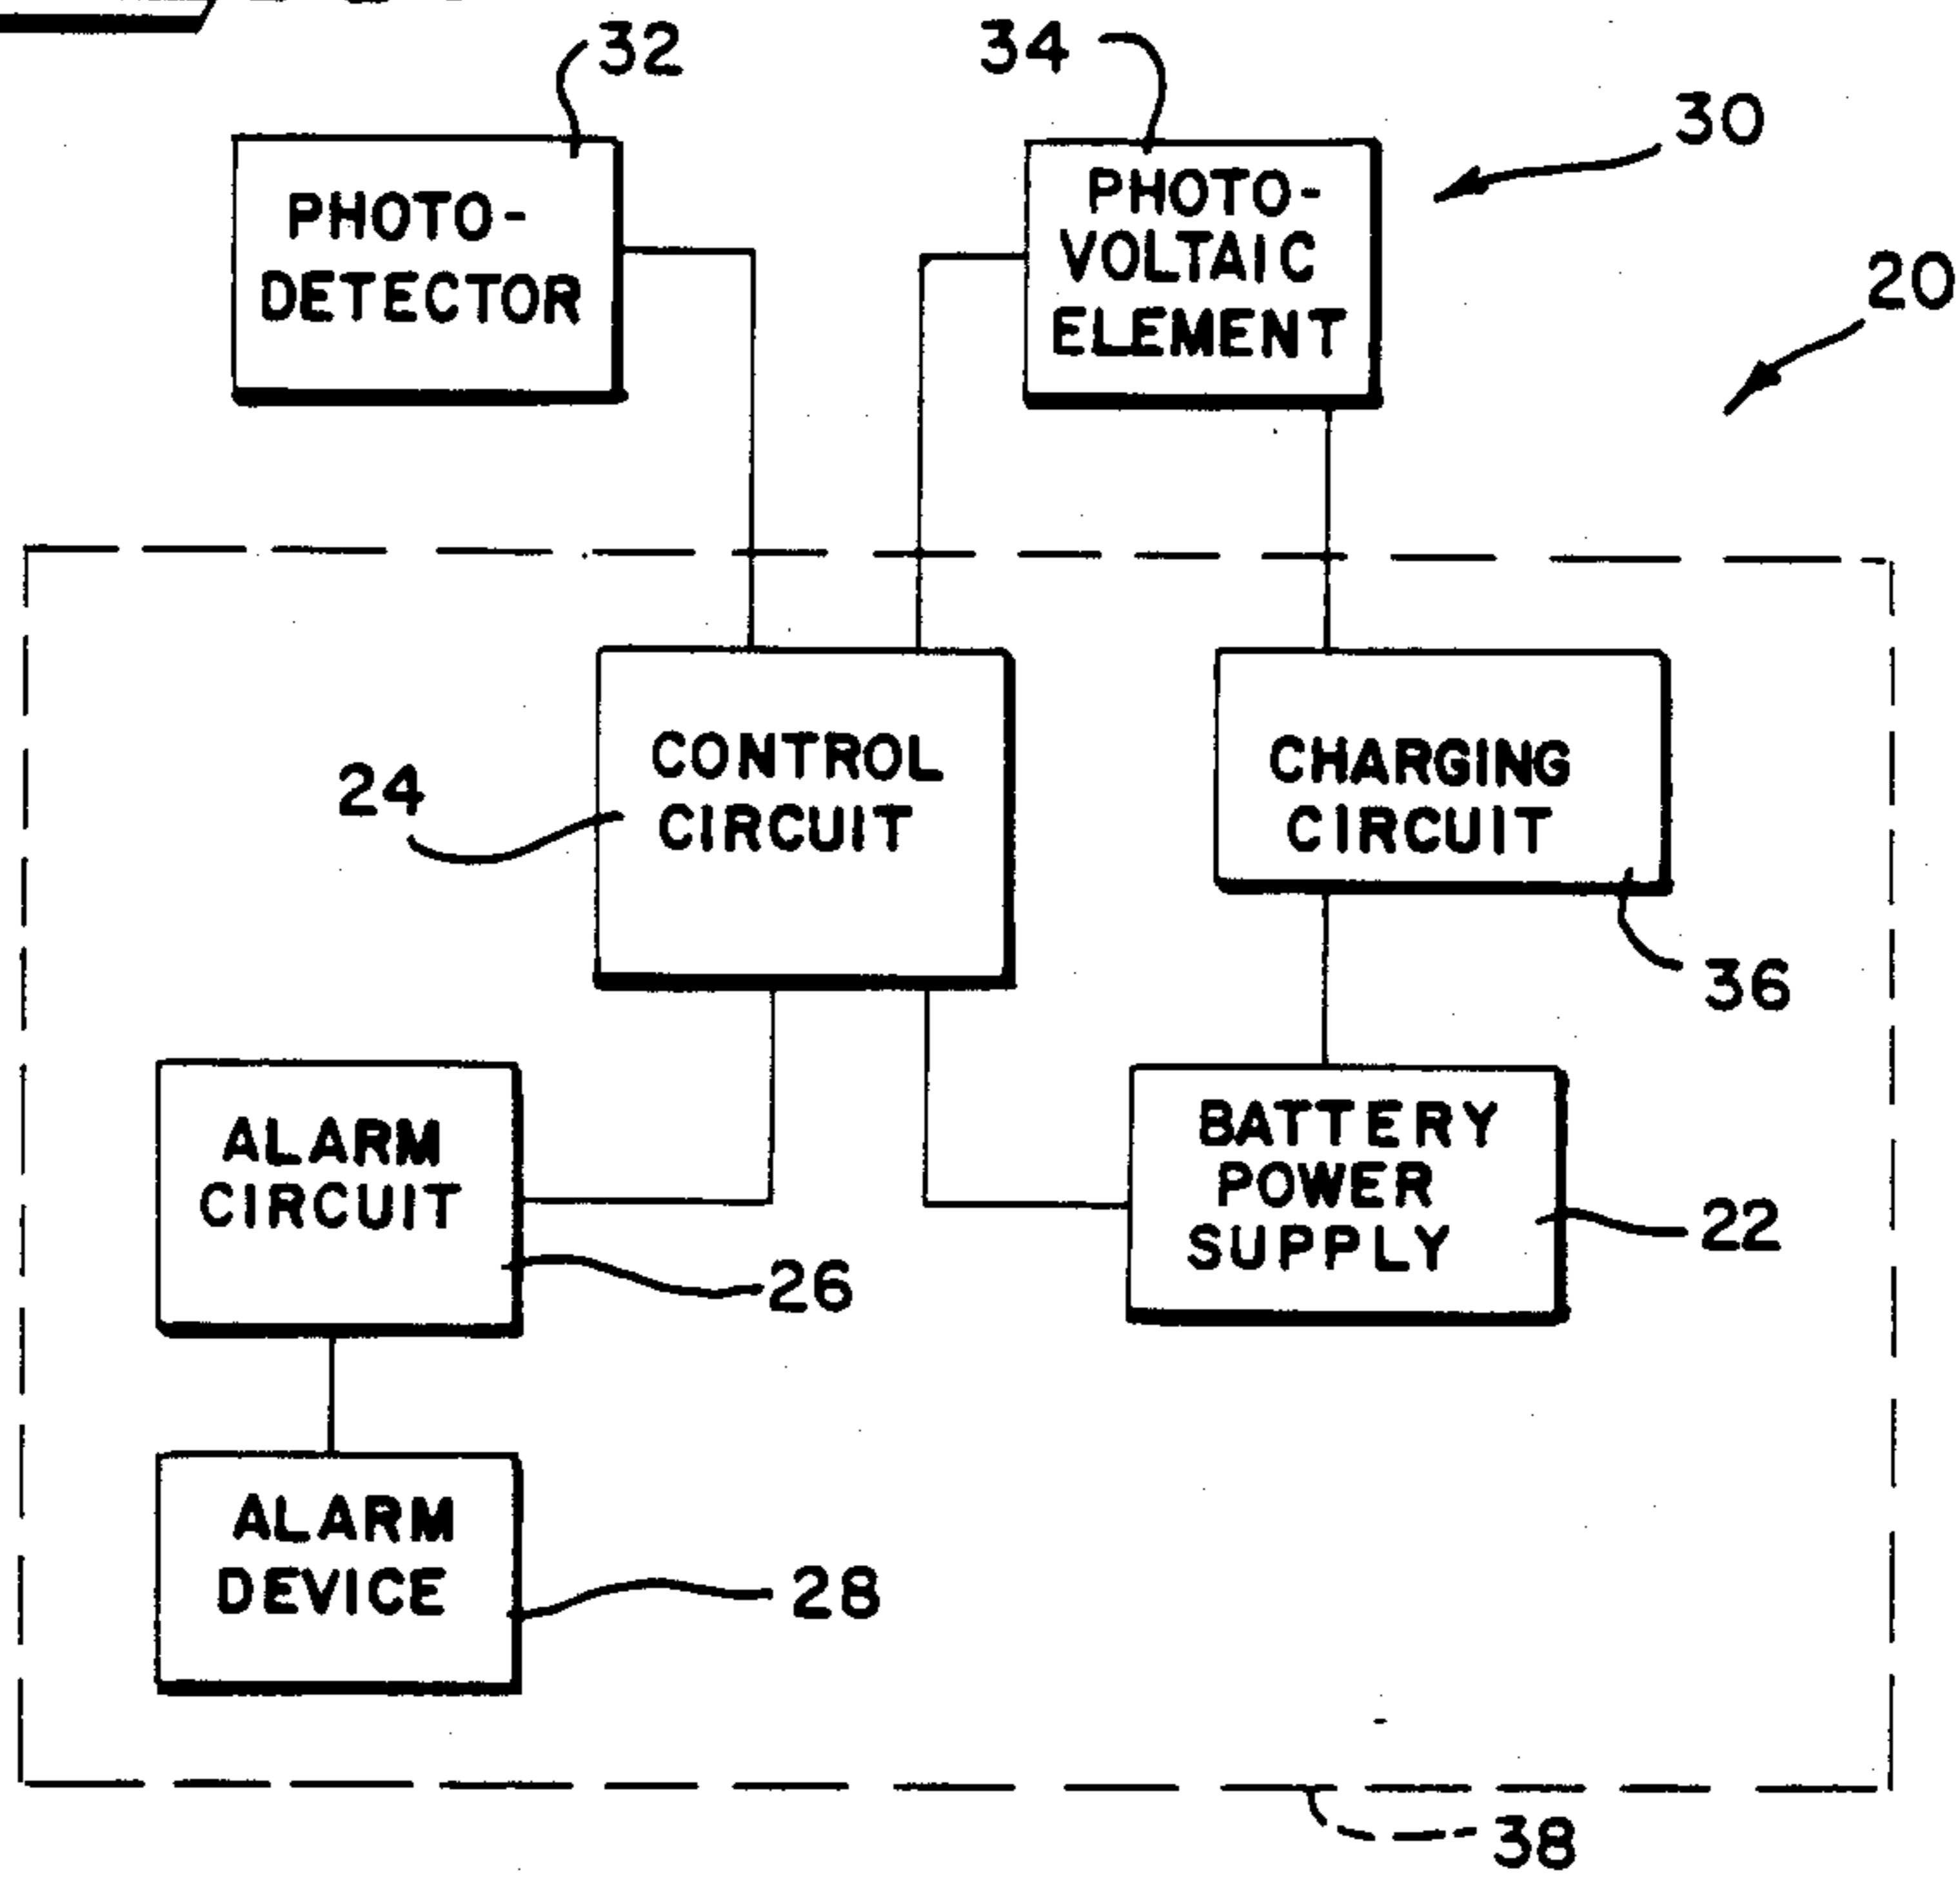 32
34
30
PHOTO-
DETECTOR
PHOTO-
VOLTAIC
ELEMENT
20
CONTROL
CIRCUIT
24
CHARGING
CIRCUIT
36
ALARM
CIRCUIT
26
BATTERY
POWER
SUPPLY
22
ALARM
DEVICE
28
38